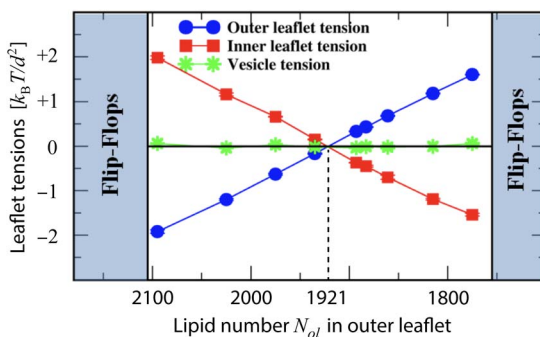 Outer leaflet tension
Inner leaflet tension
Vesicle tension
Leaflet tensions [k_B T/d²]
+2
+1
0
−1
−2
Flip-Flops
Flip-Flops
2100 2000 1921 1800
Lipid number N_ol in outer leaflet